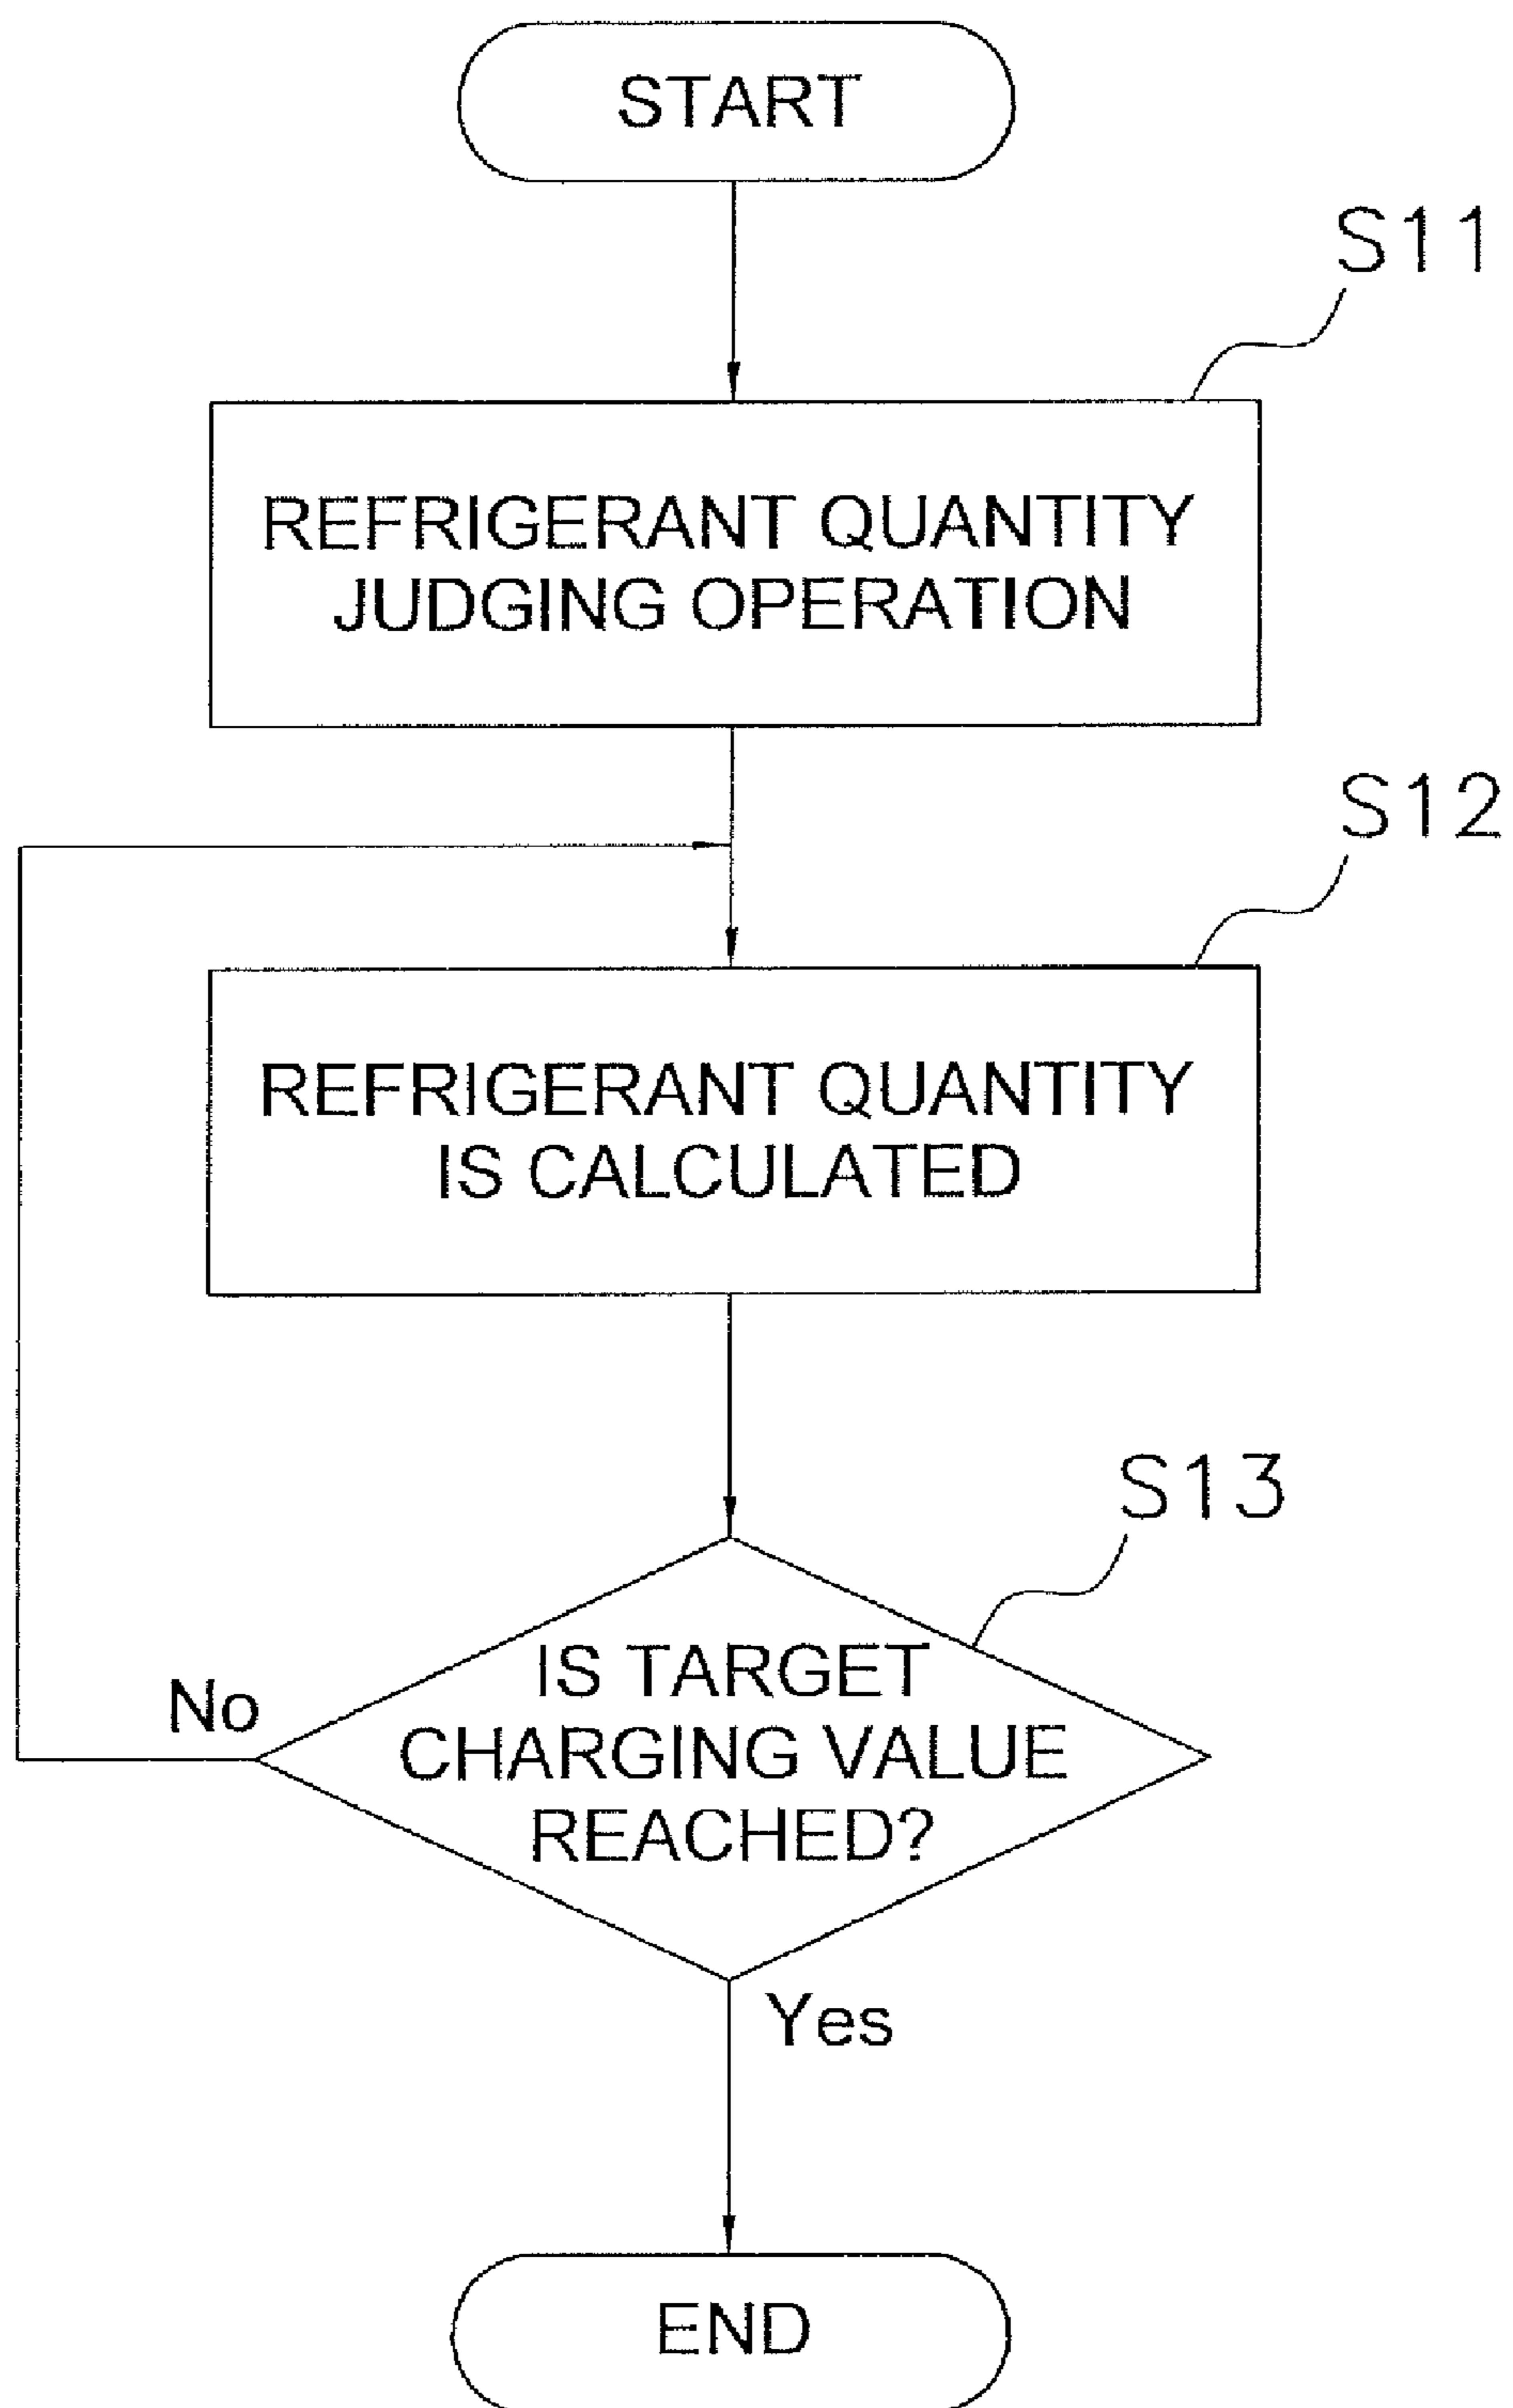 START
S11
REFRIGERANT QUANTITY
JUDGING OPERATION
S12
REFRIGERANT QUANTITY
IS CALCULATED
S13
IS TARGET
CHARGING VALUE
REACHED?
No
Yes
END